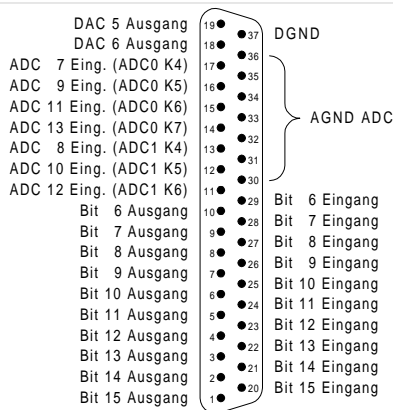 DAC 5 Ausgang 19
DAC 6 Ausgang 18
ADC 7 Eing. (ADC0 K4) 17
ADC 9 Eing. (ADC0 K5) 16
ADC 11 Eing. (ADC0 K6) 15
ADC 13 Eing. (ADC0 K7) 14
ADC 8 Eing. (ADC1 K4) 13
ADC 10 Eing. (ADC1 K5) 12
ADC 12 Eing. (ADC1 K6) 11
Bit 6 Ausgang 10
Bit 7 Ausgang 9
Bit 8 Ausgang 8
Bit 9 Ausgang 7
Bit 10 Ausgang 6
Bit 11 Ausgang 5
Bit 12 Ausgang 4
Bit 13 Ausgang 3
Bit 14 Ausgang 2
Bit 15 Ausgang 1
37 DGND
36
35
34
33 AGND ADC
32
31
30
29 Bit 6 Eingang
28 Bit 7 Eingang
27 Bit 8 Eingang
26 Bit 9 Eingang
25 Bit 10 Eingang
24 Bit 11 Eingang
23 Bit 12 Eingang
22 Bit 13 Eingang
21 Bit 14 Eingang
20 Bit 15 Eingang